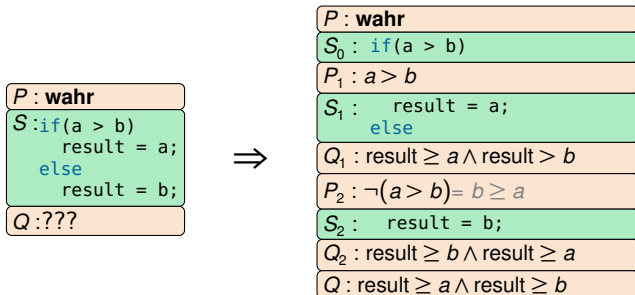 P : wahr
S : if(a > b)
result = a;
else
result = b;
Q :???
⇒
P : wahr
S₀ : if(a > b)
P₁ : a > b
S₁ : result = a;
else
Q₁ : result ≥ a ∧ result > b
P₂ : ¬(a > b)= b ≥ a
S₂ : result = b;
Q₂ : result ≥ b ∧ result ≥ a
Q : result ≥ a ∧ result ≥ b